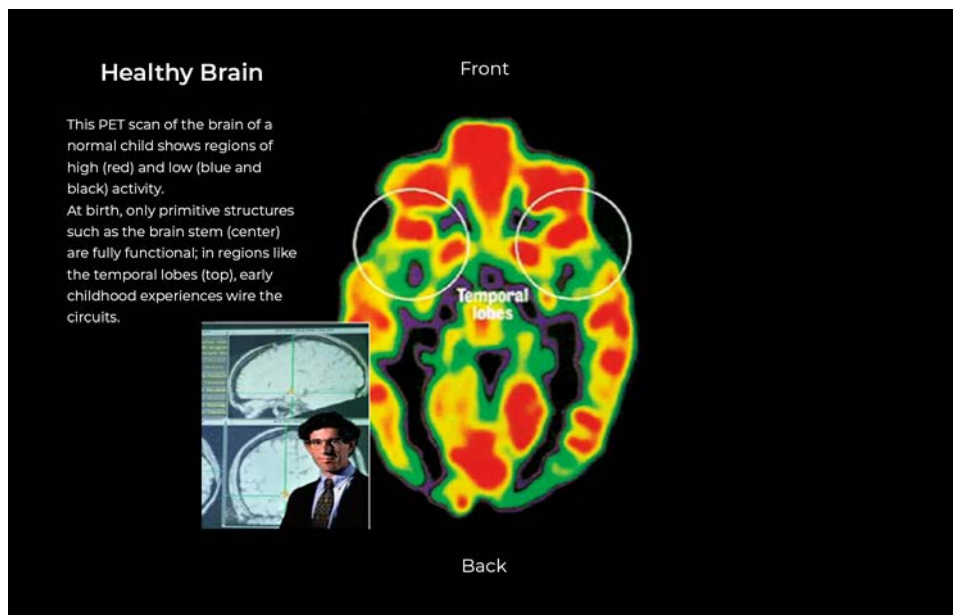 Healthy Brain
This PET scan of the brain of a
normal child shows regions of
high (red) and low (blue and
black) activity.
At birth, only primitive structures
such as the brain stem (center)
are fully functional; in regions like
the temporal lobes (top), early
childhood experiences wire the
circuits.
Front
Temporal
lobes
Back